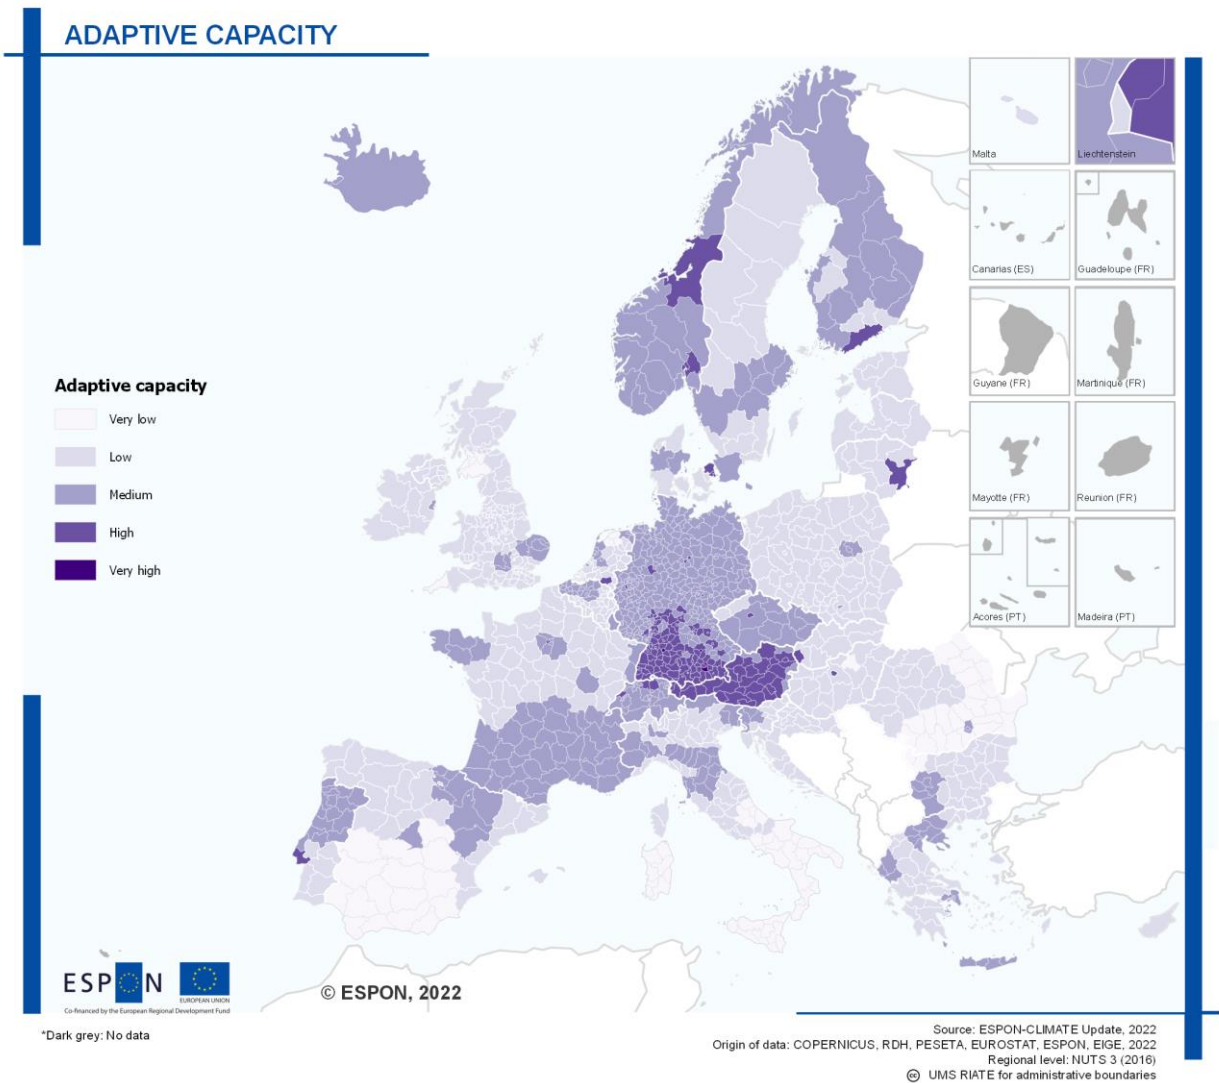 ADAPTIVE CAPACITY
Malta
Liechtenstein
Canarias (ES)
Guadeloupe (FR)
Guyane (FR)
Martinique (FR)
Mayotte (FR)
Reunion (FR)
Acores (PT)
Madeira (PT)
Adaptive capacity
Very low
Low
Medium
High
Very high
ESPON
EUROPEAN UNION
Co-financed by the European Regional Development Fund
© ESPON, 2022
*Dark grey: No data
Source: ESPON-CLIMATE Update, 2022
Origin of data: COPERNICUS, RDH, PESETA, EUROSTAT, ESPON, EIGE, 2022
Regional level: NUTS 3 (2016)
cc UMS RIATE for administrative boundaries